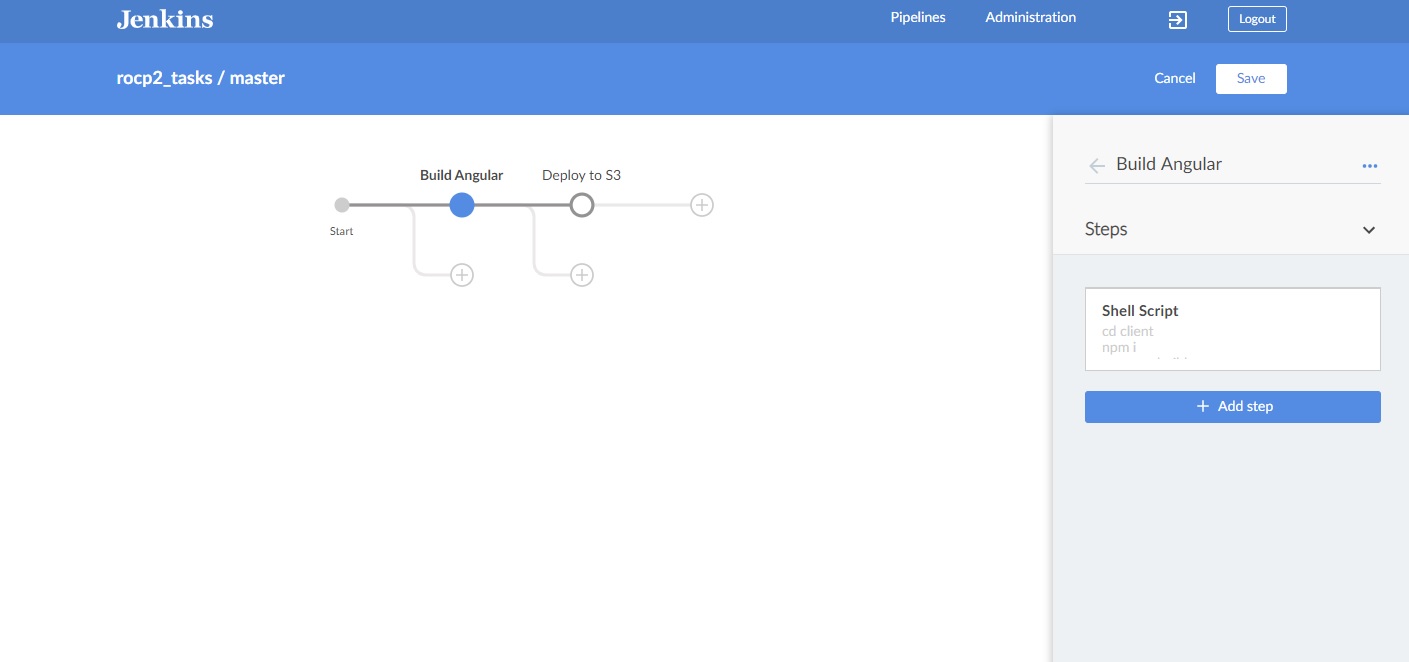 Jenkins
Pipelines
Administration
Logout
rocp2_tasks / master
Cancel
Save
Build Angular
Deploy to S3
Start
Build Angular
Steps
Shell Script
cd client
npm i
Add step